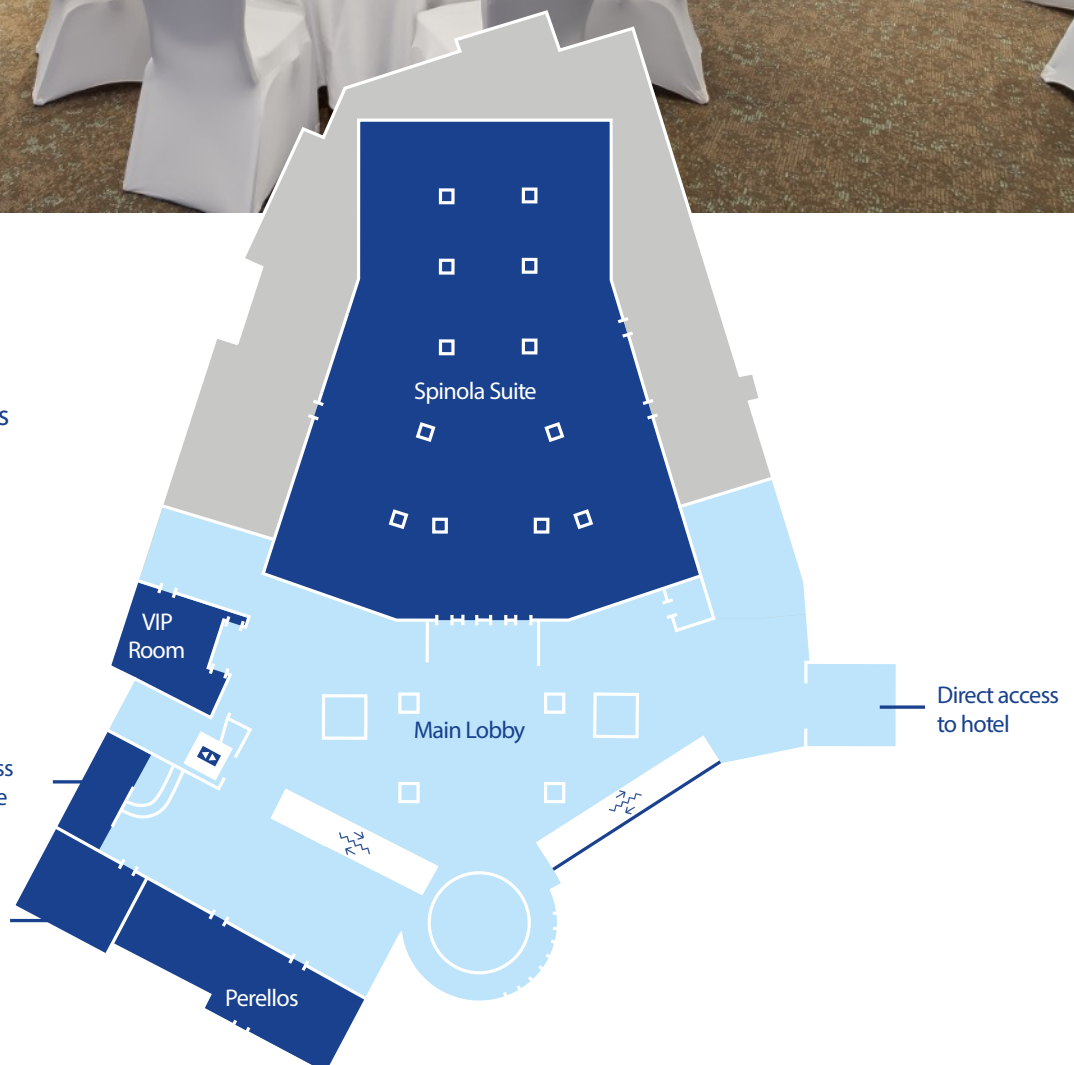 Spinola Suite
VIP
Room
Main Lobby
Direct access
to hotel
Perellos